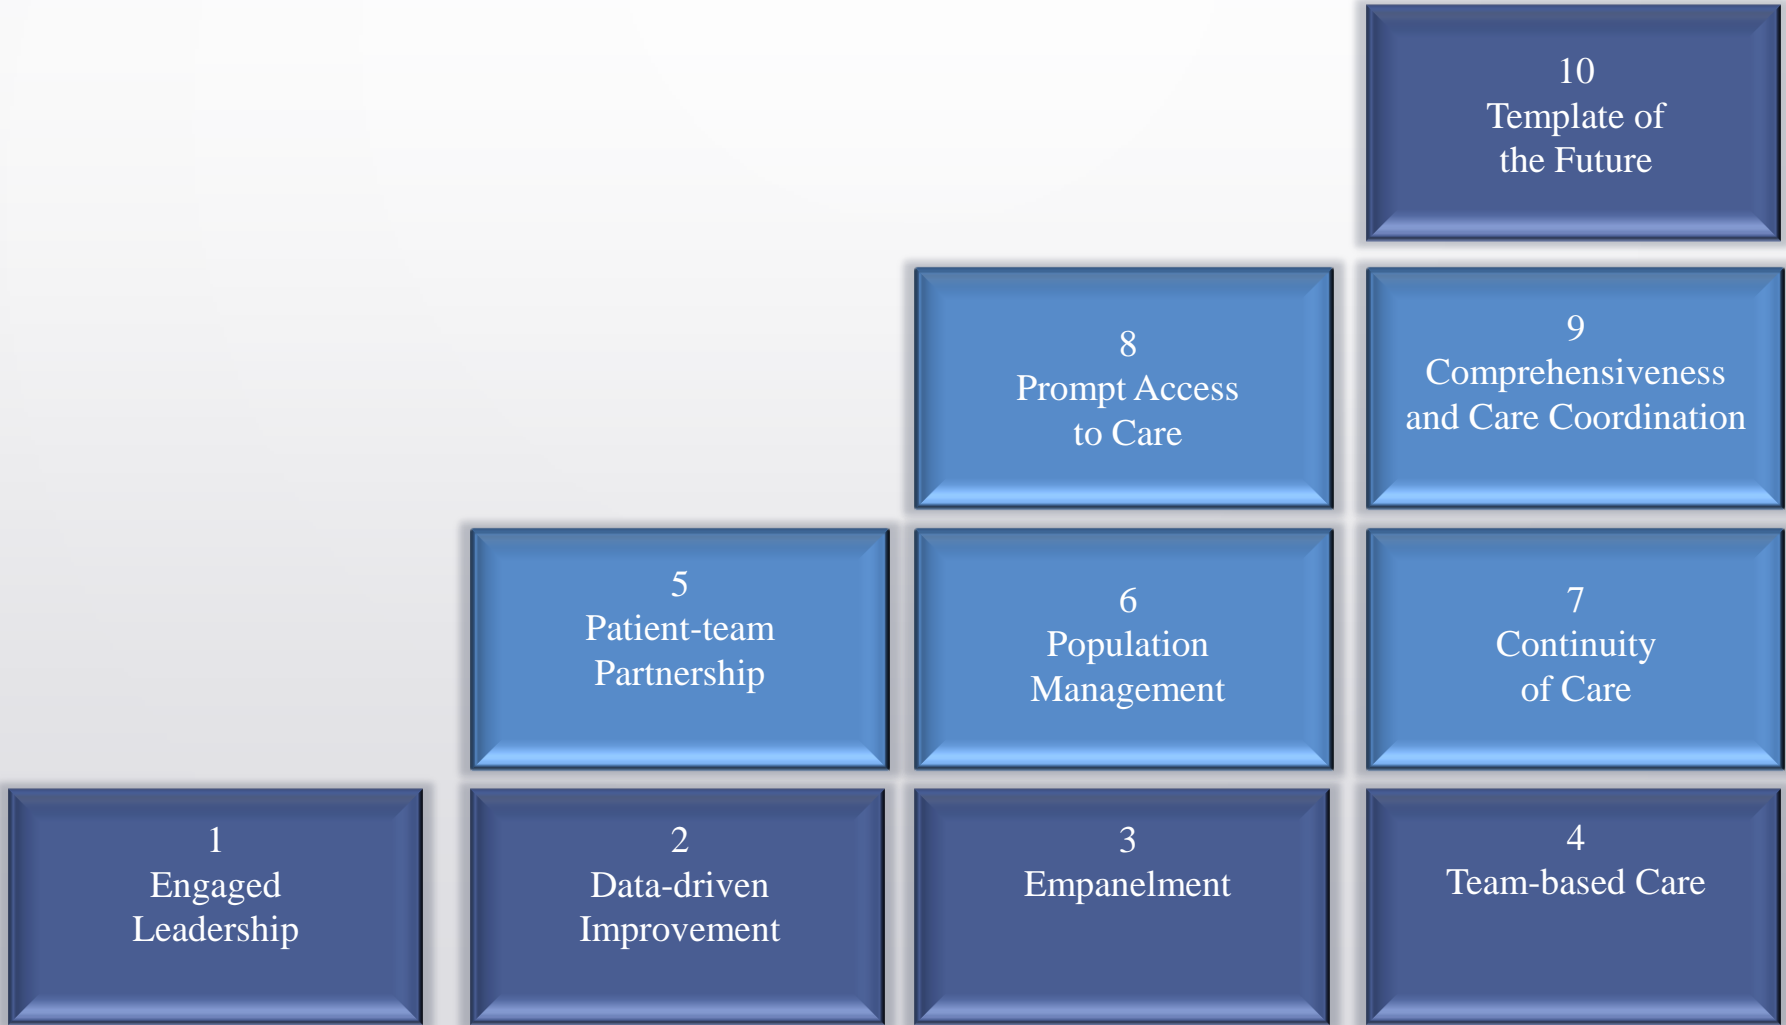 10
Template of
the Future
8
Prompt Access
to Care
9
Comprehensiveness
and Care Coordination
5
Patient-team
Partnership
6
Population
Management
7
Continuity
of Care
1
Engaged
Leadership
2
Data-driven
Improvement
3
Empanelment
4
Team-based Care